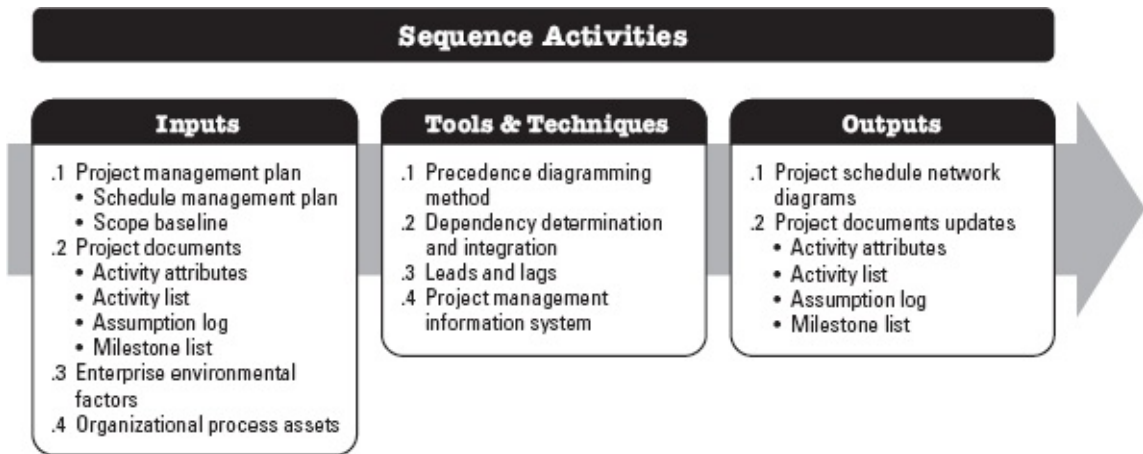 Sequence Activities
Inputs
.1 Project management plan
• Schedule management plan
• Scope baseline
.2 Project documents
• Activity attributes
• Activity list
• Assumption log
• Milestone list
.3 Enterprise environmental
factors
.4 Organizational process assets
Tools & Techniques
.1 Precedence diagramming
method
.2 Dependency determination
and integration
.3 Leads and lags
.4 Project management
information system
Outputs
.1 Project schedule network
diagrams
.2 Project documents updates
• Activity attributes
• Activity list
• Assumption log
• Milestone list